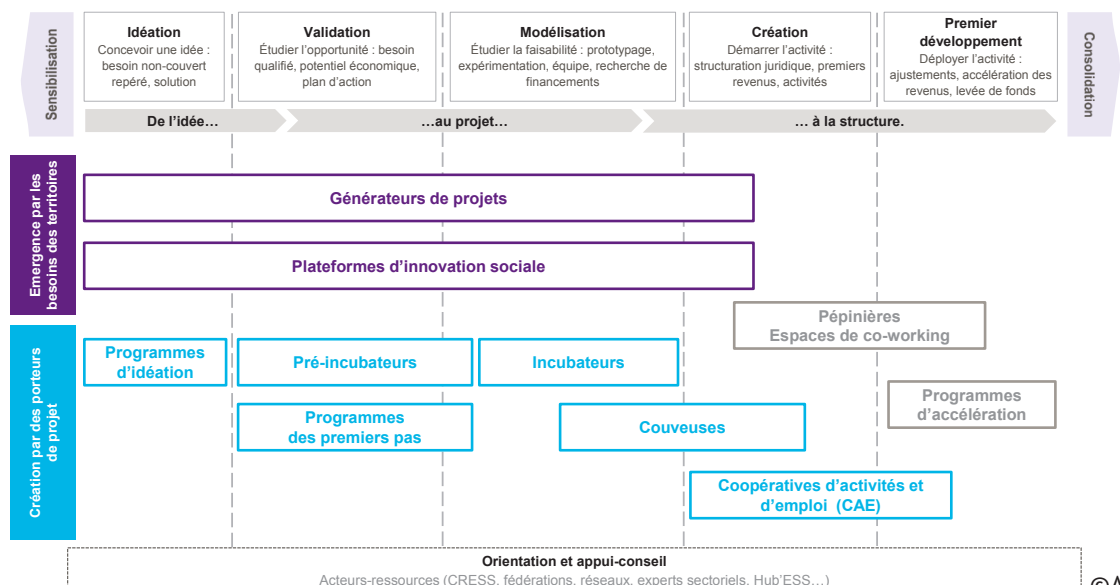 Sensibilisation
Idéation
Concevoir une idée :
besoin non-couvert
repéré, solution
Validation
Étudier l'opportunité : besoin
qualifié, potentiel économique,
plan d'action
Modélisation
Étudier la faisabilité : prototypage,
expérimentation, équipe, recherche de
financements
Création
Démarrer l'activité :
structuration juridique, premiers
revenus, activités
Premier
développement
Déployer l'activité :
ajustements, accélération des
revenus, levée de fonds
Consolidation
De l'idée…
…au projet…
… à la structure.
Emergence par les
besoins des territoires
Générateurs de projets
Plateformes d'innovation sociale
Pépinières
Espaces de co-working
Création par des porteurs
de projet
Programmes
d'idéation
Pré-incubateurs
Incubateurs
Programmes
d'accélération
Programmes
des premiers pas
Couveuses
Coopératives d'activités et
d'emploi (CAE)
Orientation et appui-conseil
Acteurs-ressources (CRESS, fédérations, réseaux, experts sectoriels, Hub'ESS…)